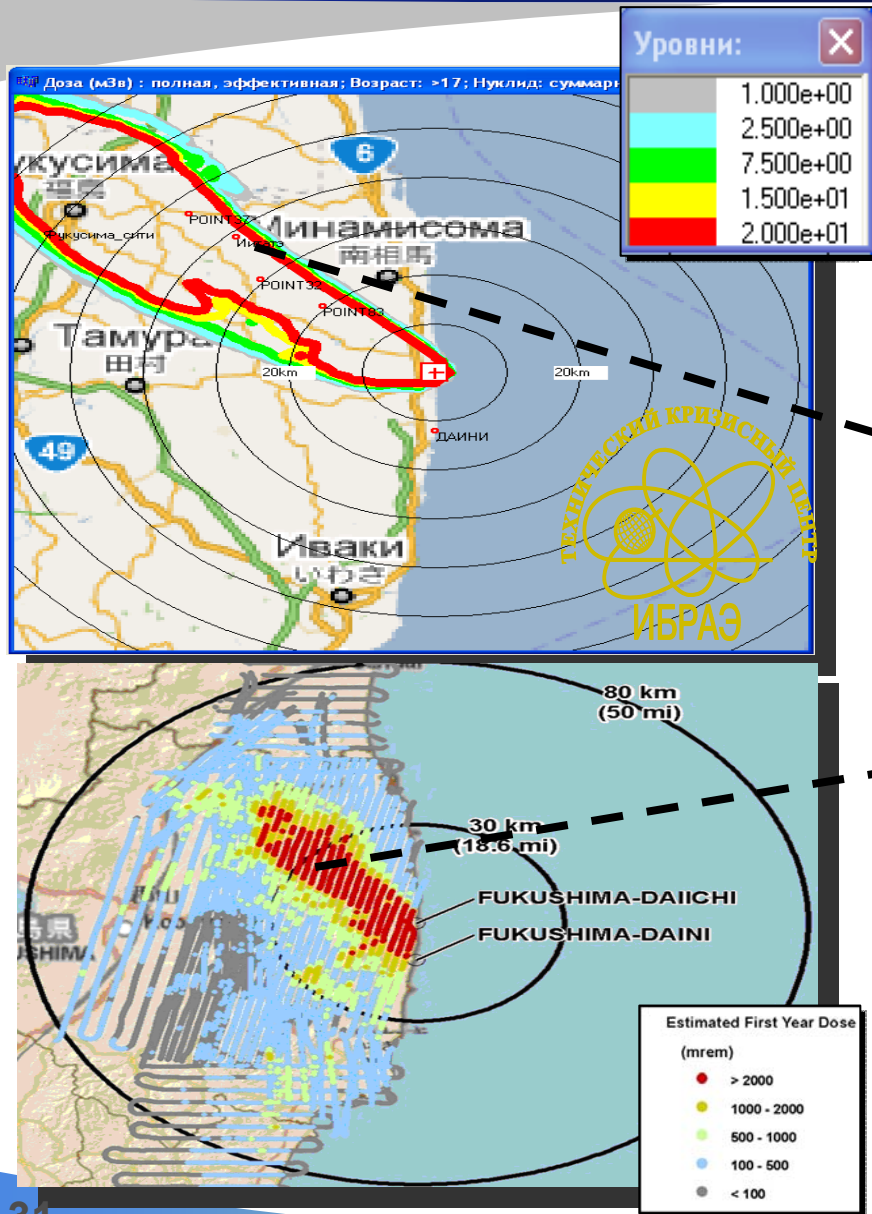 Уровни:
1.000e+00
2.500e+00
7.500e+00
1.500e+01
2.000e+01
Доза (мЗв) : полная, эффективная; Возраст: >17; Нуклид:
6
福島
POINT37
Минамисома
南相馬
Фукусима_сити
POINT32
POINT83
Тамура
田村
20km
20km
ДАИНИ
49
ТЕХНИЧЕСКИЙ КРИЗИСНЫЙ ЦЕНТР
ИБРАЭ
Иваки
いわき
80 km
(50 mi)
30 km
(18.6 mi)
FUKUSHIMA-DAIICHI
FUKUSHIMA-DAINI
Estimated First Year Dose
(mrem)
> 2000
1000 - 2000
500 - 1000
100 - 500
< 100